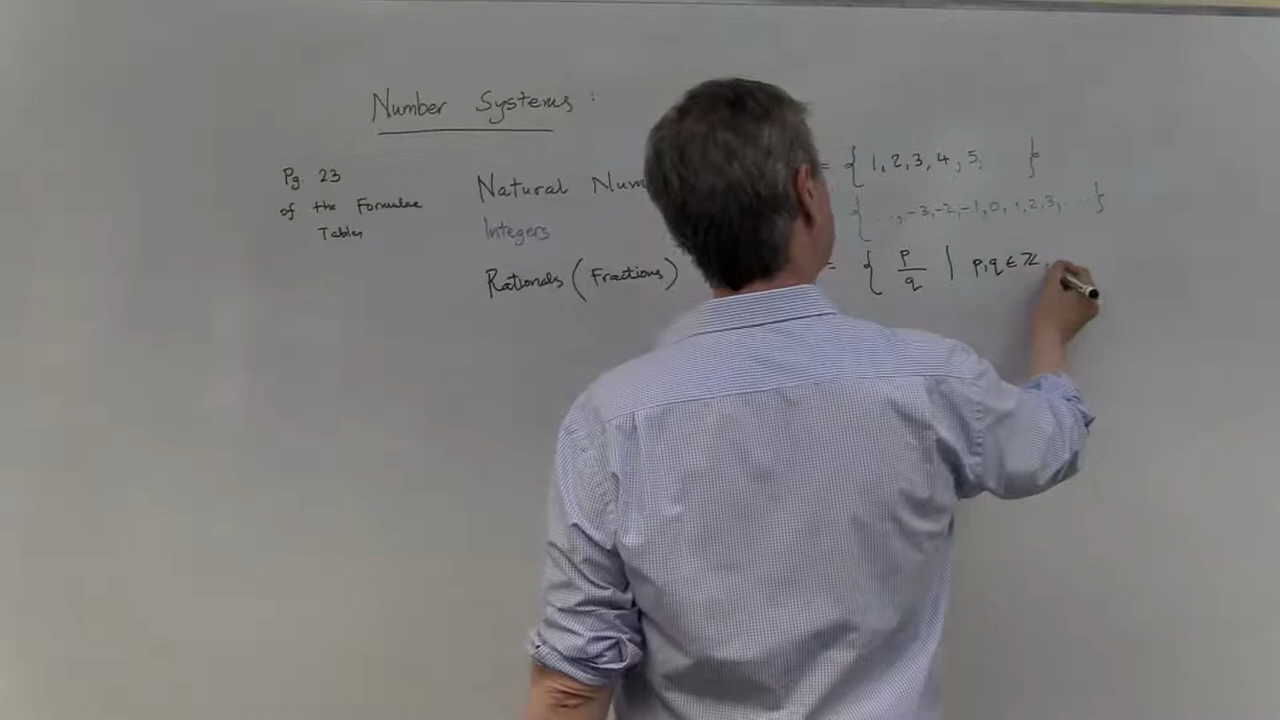 Number Systems :
Pg. 23
of the Formulae
Tables
Natural Num = { 1, 2, 3, 4, 5, }
Integers { ..., -3, -2, -1, 0, 1, 2, 3, ... }
Rationals (Fractions) = { p/q | p, q ∈ ℤ,